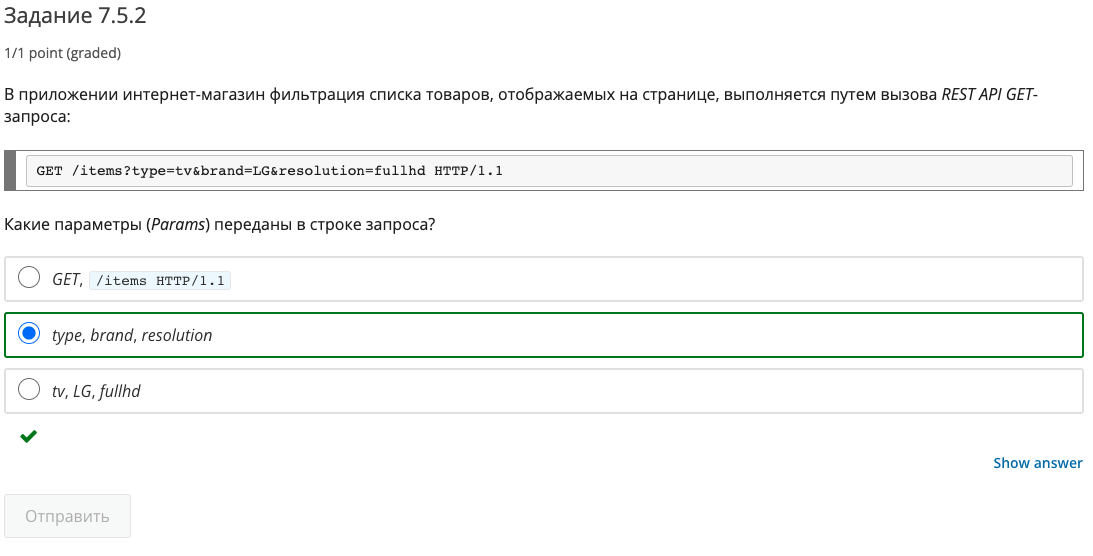 Задание 7.5.2
1/1 point (graded)
В приложении интернет-магазин фильтрация списка товаров, отображаемых на странице, выполняется путем вызова REST API GET-
запроса:
GET /items?type=tv&brand=LG&resolution=fullhd HTTP/1.1
Какие параметры (Params) переданы в строке запроса?
GET, /items HTTP/1.1
type, brand, resolution
tv, LG, fullhd
Show answer
Отправить